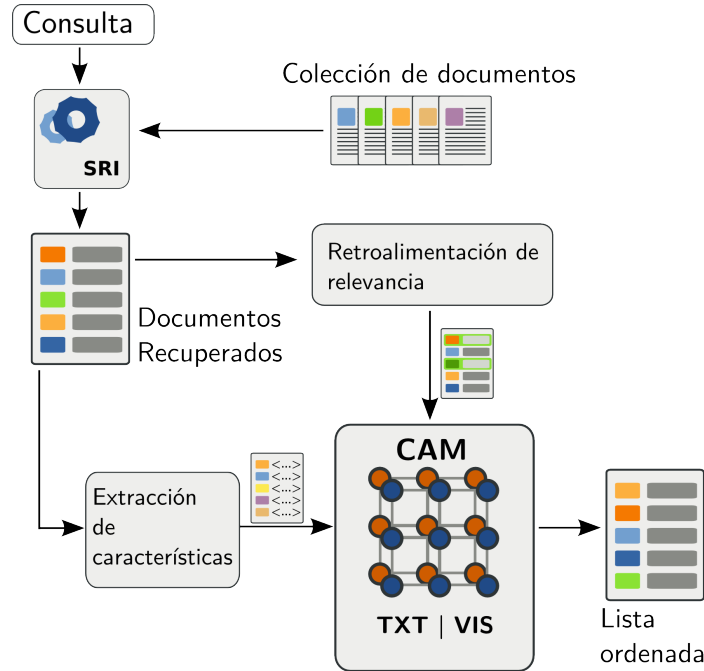 Consulta
Colección de documentos
SRI
Retroalimentación de
relevancia
Documentos
Recuperados
CAM
<...>
<...>
<...>
<...>
<...>
Extracción
de
características
TXT | VIS
Lista
ordenada